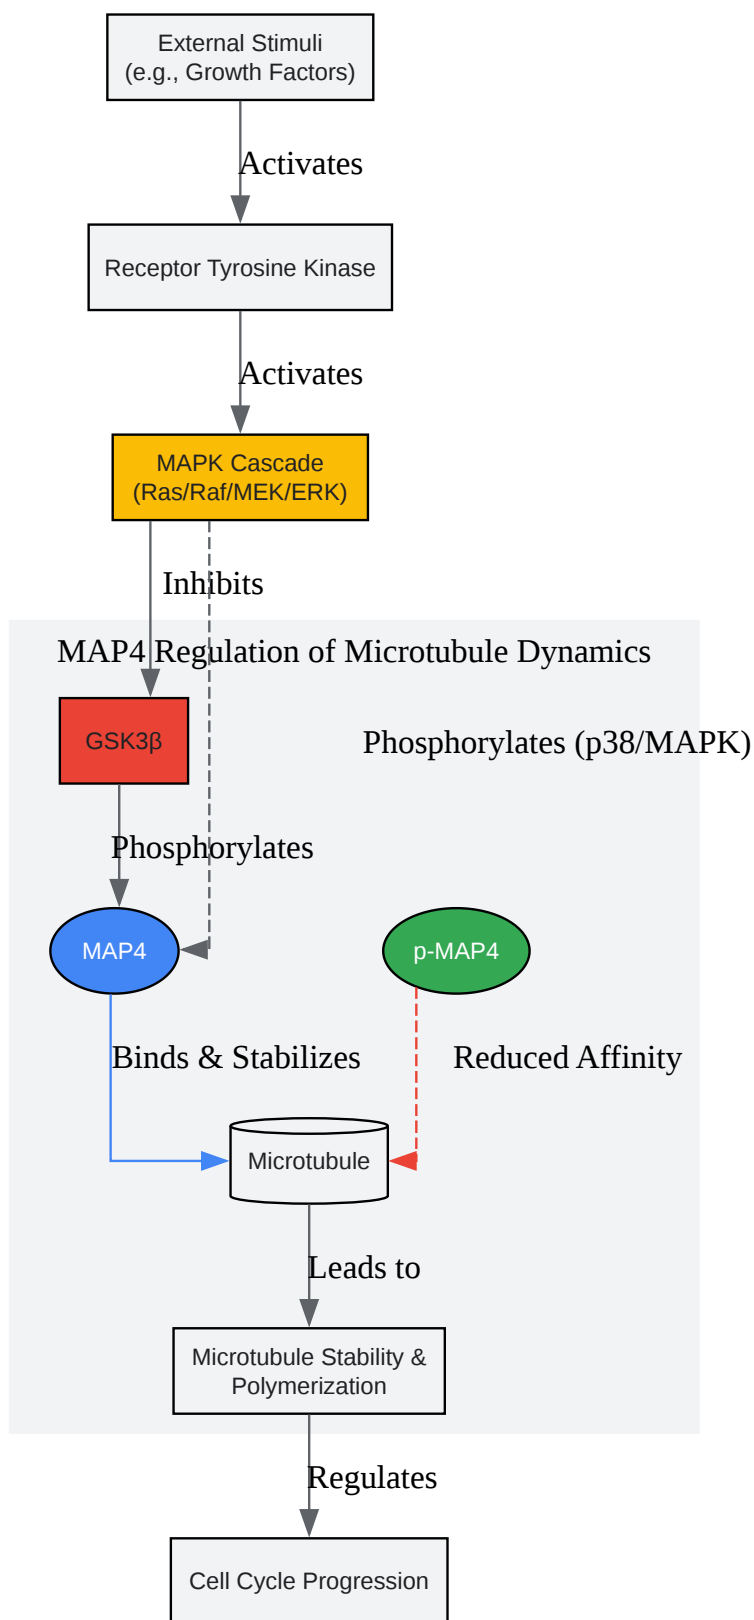 External Stimuli
(e.g., Growth Factors)
Activates
Receptor Tyrosine Kinase
Activates
MAPK Cascade
(Ras/Raf/MEK/ERK)
Inhibits
MAP4 Regulation of Microtubule Dynamics
GSK3β
Phosphorylates (p38/MAPK)
Phosphorylates
MAP4
p-MAP4
Binds & Stabilizes
Reduced Affinity
Microtubule
Leads to
Microtubule Stability &
Polymerization
Regulates
Cell Cycle Progression